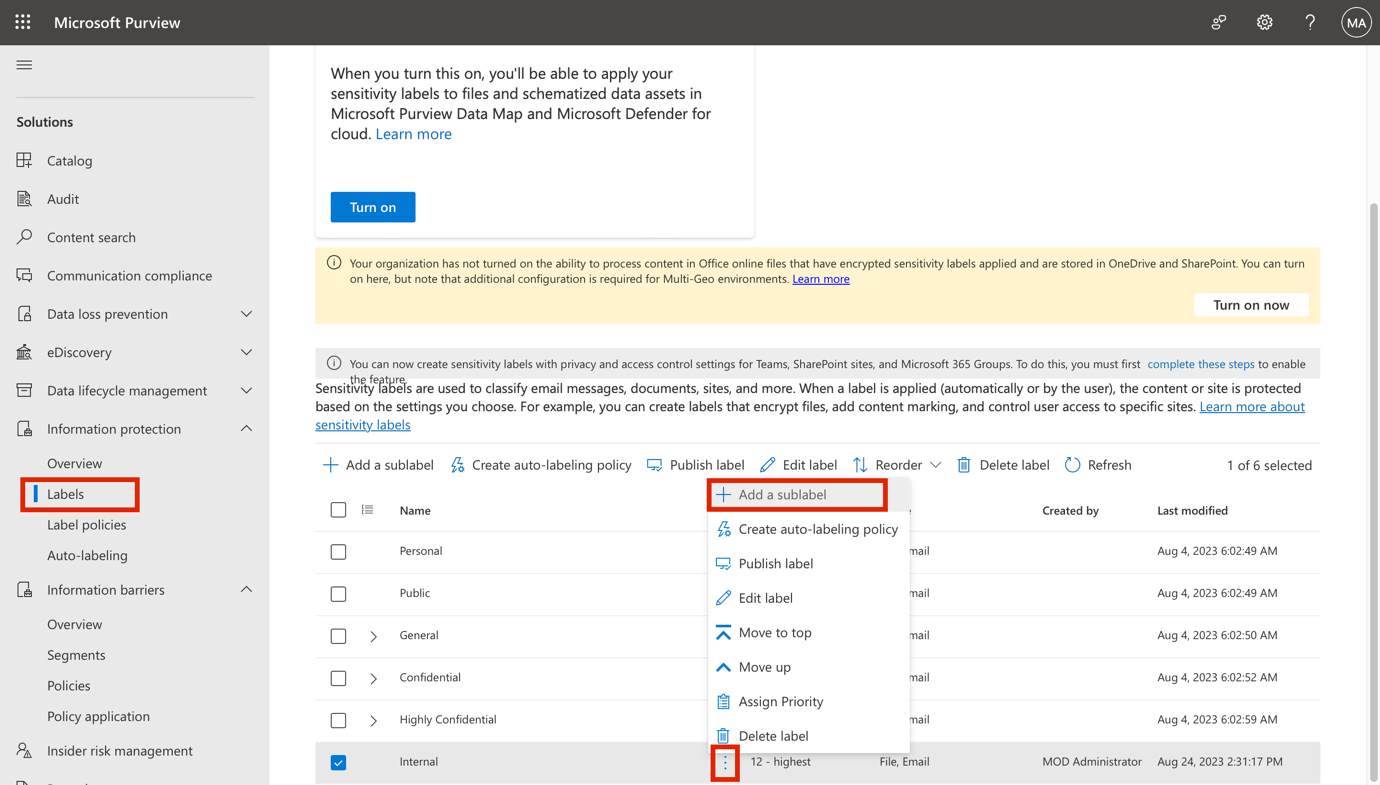 Microsoft Purview
MA
Solutions
Catalog
Audit
Content search
Communication compliance
Data loss prevention
eDiscovery
Data lifecycle management
Information protection
Overview
Labels
Label policies
Auto-labeling
Information barriers
Overview
Segments
Policies
Policy application
Insider risk management
When you turn this on, you'll be able to apply your
sensitivity labels to files and schematized data assets in
Microsoft Purview Data Map and Microsoft Defender for
cloud. Learn more
Turn on
Your organization has not turned on the ability to process content in Office online files that have encrypted sensitivity labels applied and are stored in OneDrive and SharePoint. You can turn
on here, but note that additional configuration is required for Multi-Geo environments. Learn more
Turn on now
You can now create sensitivity labels with privacy and access control settings for Teams, SharePoint sites, and Microsoft 365 Groups. To do this, you must first complete these steps to enable
the feature.
Sensitivity labels are used to classify email messages, documents, sites, and more. When a label is applied (automatically or by the user), the content or site is protected
based on the settings you choose. For example, you can create labels that encrypt files, add content marking, and control user access to specific sites. Learn more about
sensitivity labels
Add a sublabel Create auto-labeling policy Publish label Edit label Reorder Delete label Refresh 1 of 6 selected
Name Created by Last modified
Personal mail Aug 4, 2023 6:02:49 AM
Public mail Aug 4, 2023 6:02:49 AM
General mail Aug 4, 2023 6:02:50 AM
Confidential mail Aug 4, 2023 6:02:52 AM
Highly Confidential mail Aug 4, 2023 6:02:59 AM
Internal 12 - highest File, Email MOD Administrator Aug 24, 2023 2:31:17 PM
Add a sublabel
Create auto-labeling policy
Publish label
Edit label
Move to top
Move up
Assign Priority
Delete label